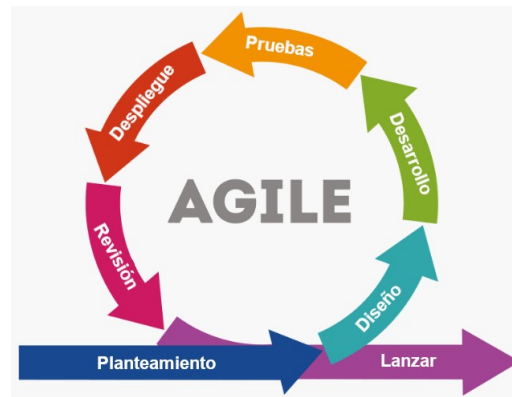 Pruebas
Despliegue
Desarrollo
AGILE
Revisión
Diseño
Planteamiento
Lanzar